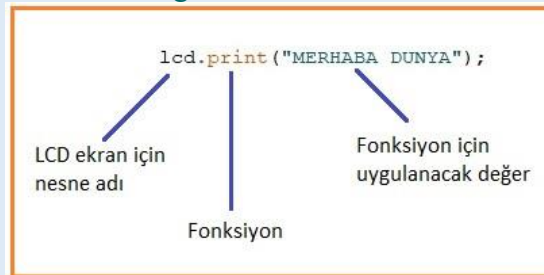 lcd.print("MERHABA DUNYA");
LCD ekran için
nesne adı
Fonksiyon için
uygulanacak değer
Fonksiyon